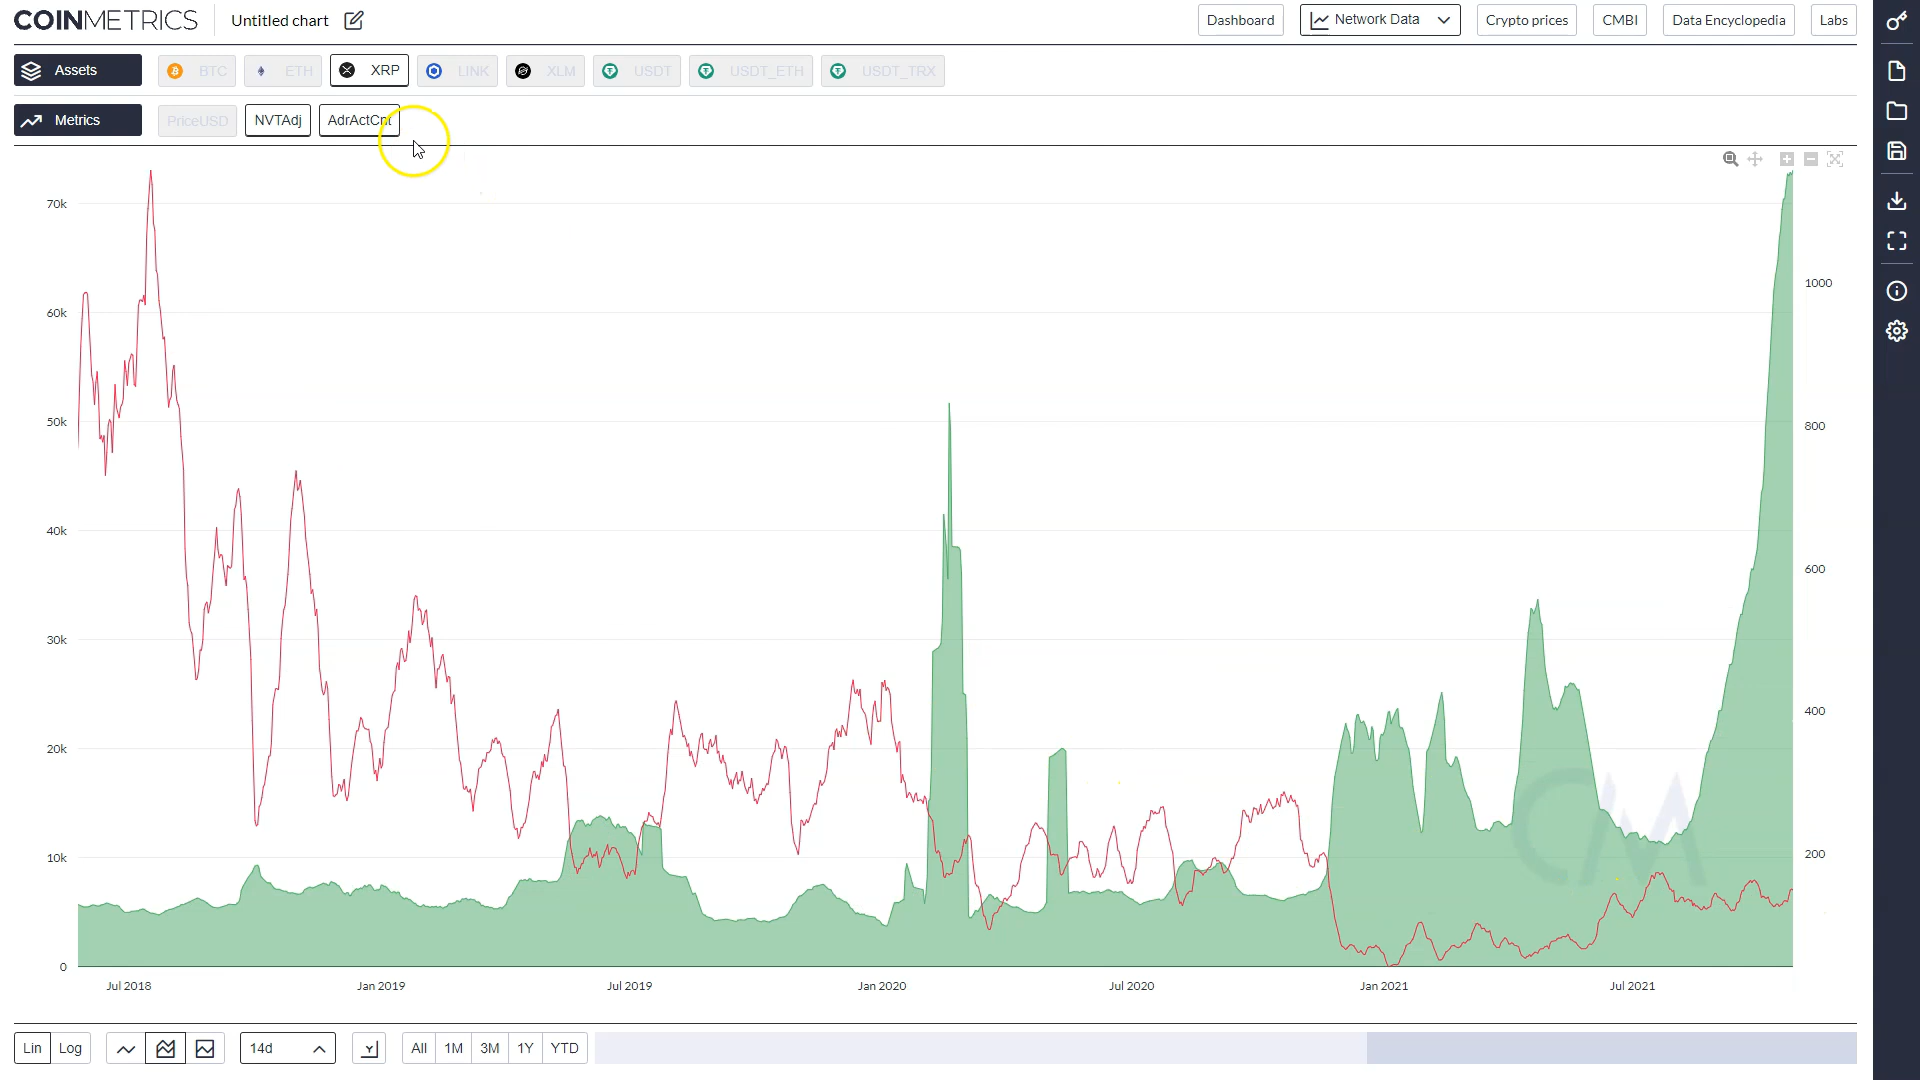 COINMETRICS
Untitled chart
Dashboard
Network Data
Crypto prices
CMBI
Data Encyclopedia
Labs
Assets
BTC
ETH
XRP
LINK
XLM
USDT
USDT_ETH
USDT_TRX
Metrics
PriceUSD
NVTAdj
AdrActCnt
70k
60k
50k
40k
30k
20k
10k
0
1000
800
600
400
200
CM
Jul 2018
Jan 2019
Jul 2019
Jan 2020
Jul 2020
Jan 2021
Jul 2021
Lin
Log
14d
All
1M
3M
1Y
YTD